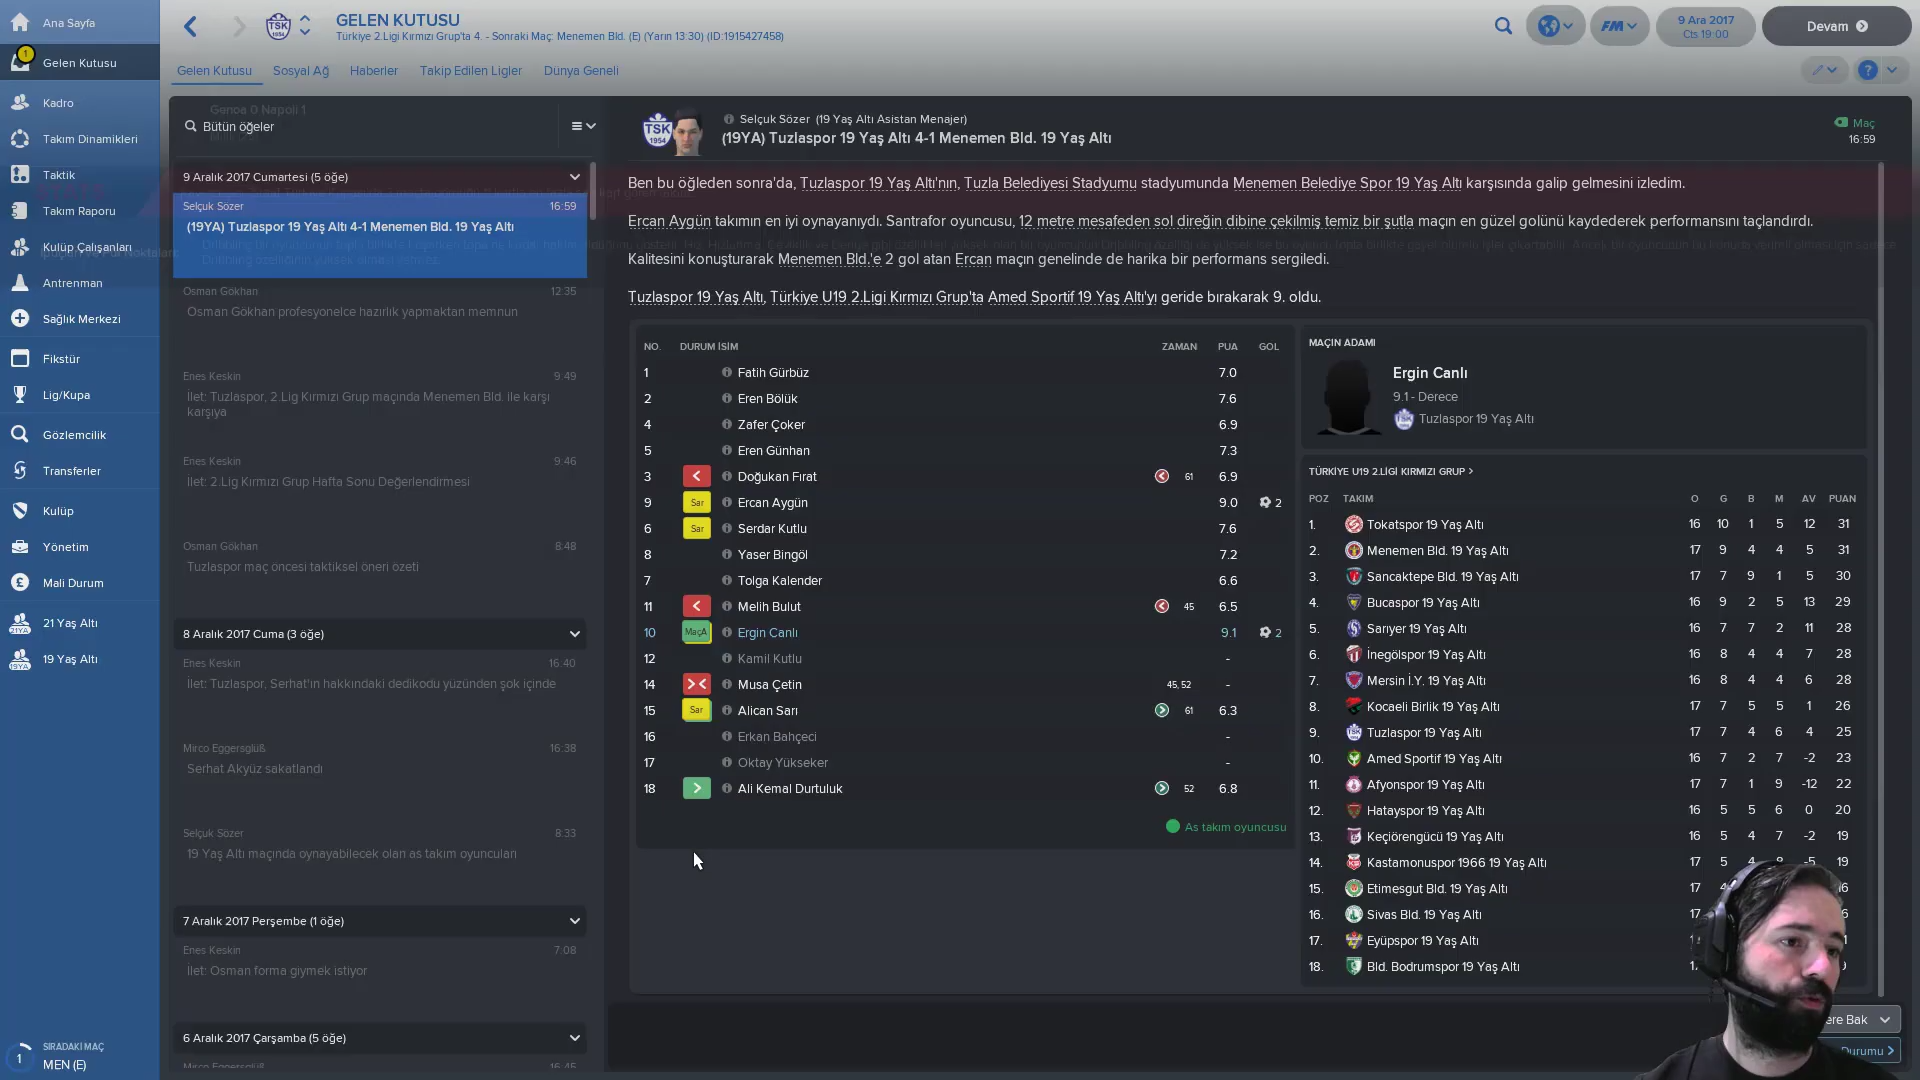 Ana Sayfa
Gelen Kutusu
Kadro
Takım Dinamikleri
Taktik
Takım Raporu
Kulüp Çalışanları
Antrenman
Sağlık Merkezi
Fikstür
Lig/Kupa
Gözlemcilik
Transferler
Kulüp
Yönetim
Mali Durum
21 Yaş Altı
19 Yaş Altı
1
SIRADAKİ MAÇ
MEN (E)
GELEN KUTUSU
Türkiye 2.Ligi Kırmızı Grup'ta 4. - Sonraki Maç: Menemen Bld. (E) (Yarın 13:30) (ID:1915427458)
FM
9 Ara 2017
Cts 19:00
Devam
Gelen Kutusu Sosyal Ağ Haberler Takip Edilen Ligler Dünya Geneli
Genoa 0 Napoli 1
Bütün öğeler
9 Aralık 2017 Cumartesi (5 öğe)
Selçuk Sözer 16:59
(19YA) Tuzlaspor 19 Yaş Altı 4-1 Menemen Bld. 19 Yaş Altı
Osman Gökhan 12:35
Osman Gökhan profesyonelce hazırlık yapmaktan memnun
Enes Keskin 9:49
İlet: Tuzlaspor, 2.Lig Kırmızı Grup maçında Menemen Bld. ile karşı
karşıya
Enes Keskin 9:46
İlet: 2.Lig Kırmızı Grup Hafta Sonu Değerlendirmesi
Osman Gökhan 8:48
Tuzlaspor maç öncesi taktiksel öneri özeti
8 Aralık 2017 Cuma (3 öğe)
Enes Keskin 16:40
İlet: Tuzlaspor, Serhat'ın hakkındaki dedikodu yüzünden şok içinde
Mirco Eggersglüß 16:38
Serhat Akyüz sakatlandı
Selçuk Sözer 8:33
19 Yaş Altı maçında oynayabilecek olan as takım oyuncuları
7 Aralık 2017 Perşembe (1 öğe)
Enes Keskin 7:08
İlet: Osman forma giymek istiyor
6 Aralık 2017 Çarşamba (5 öğe)
Mirco Eggersglüß 16:45
TSK
1954
Selçuk Sözer (19 Yaş Altı Asistan Menajer)
(19YA) Tuzlaspor 19 Yaş Altı 4-1 Menemen Bld. 19 Yaş Altı
Maç
16:59
Ben bu öğleden sonra'da, Tuzlaspor 19 Yaş Altı'nın, Tuzla Belediyesi Stadyumu stadyumunda Menemen Belediye Spor 19 Yaş Altı karşısında galip gelmesini izledim.
Ercan Aygün takımın en iyi oynayanıydı. Santrafor oyuncusu, 12 metre mesafeden sol direğin dibine çekilmiş temiz bir şutla maçın en güzel golünü kaydederek performansını taçlandırdı.
Kalitesini konuşturarak Menemen Bld.'e 2 gol atan Ercan maçın genelinde de harika bir performans sergiledi.
Tuzlaspor 19 Yaş Altı, Türkiye U19 2.Ligi Kırmızı Grup'ta Amed Sportif 19 Yaş Altı'yı geride bırakarak 9. oldu.
NO. DURUM İSİM ZAMAN PUA GOL
1 Fatih Gürbüz 7.0
2 Eren Bölük 7.6
4 Zafer Çoker 6.9
5 Eren Günhan 7.3
3 Doğukan Fırat 61 6.9
9 Sar Ercan Aygün 9.0 2
6 Sar Serdar Kutlu 7.6
8 Yaser Bingöl 7.2
7 Tolga Kalender 6.6
11 Melih Bulut 45 6.5
10 MaçA Ergin Canlı 9.1 2
12 Kamil Kutlu -
14 Musa Çetin 45, 52 -
15 Sar Alican Sarı 61 6.3
16 Erkan Bahçeci -
17 Oktay Yükseker -
18 Ali Kemal Durtuluk 52 6.8
As takım oyuncusu
MAÇIN ADAMI
Ergin Canlı
9.1 - Derece
Tuzlaspor 19 Yaş Altı
TÜRKİYE U19 2.LİGİ KIRMIZI GRUP >
POZ TAKIM O G B M AV PUAN
1. Tokatspor 19 Yaş Altı 16 10 1 5 12 31
2. Menemen Bld. 19 Yaş Altı 17 9 4 4 5 31
3. Sancaktepe Bld. 19 Yaş Altı 17 7 9 1 5 30
4. Bucaspor 19 Yaş Altı 16 9 2 5 13 29
5. Sarıyer 19 Yaş Altı 16 7 7 2 11 28
6. İnegölspor 19 Yaş Altı 16 8 4 4 7 28
7. Mersin İ.Y. 19 Yaş Altı 16 8 4 4 6 28
8. Kocaeli Birlik 19 Yaş Altı 17 7 5 5 1 26
9. Tuzlaspor 19 Yaş Altı 17 7 4 6 4 25
10. Amed Sportif 19 Yaş Altı 16 7 2 7 -2 23
11. Afyonspor 19 Yaş Altı 17 7 1 9 -12 22
12. Hatayspor 19 Yaş Altı 16 5 5 6 0 20
13. Keçiörengücü 19 Yaş Altı 16 5 4 7 -2 19
14. Kastamonuspor 1966 19 Yaş Altı 17 5 4 8 -5 19
15. Etimesgut Bld. 19 Yaş Altı 17
16. Sivas Bld. 19 Yaş Altı 17
17. Eyüpspor 19 Yaş Altı
18. Bld. Bodrumspor 19 Yaş Altı
Bak
Durumu >